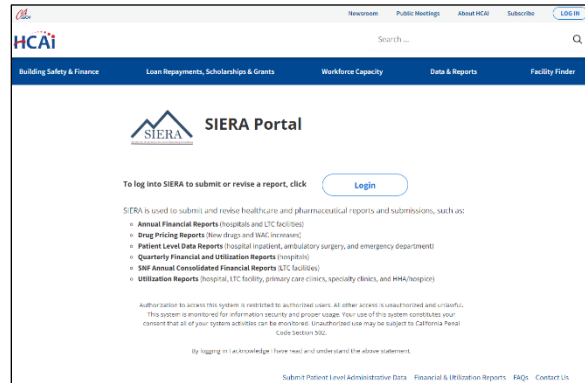 Newsroom Public Meetings About HCAI Subscribe LOG IN
HCAi
Search ...
Building Safety & Finance Loan Repayments, Scholarships & Grants Workforce Capacity Data & Reports Facility Finder
SIERA
SIERA Portal
To log into SIERA to submit or revise a report, click Login
SIERA is used to submit and revise healthcare and pharmaceutical reports and submissions, such as:
Annual Financial Reports (hospitals and LTC facilities)
Drug Pricing Reports (New drugs and WAC increases)
Patient Level Data Reports (hospital inpatient, ambulatory surgery, and emergency department)
Quarterly Financial and Utilization Reports (hospitals)
SNF Annual Consolidated Financial Reports (LTC facilities)
Utilization Reports (hospital, LTC facility, primary care clinics, specialty clinics, and HHA/hospice)
Authorization to access this system is restricted to authorized users. All other access is unauthorized and unlawful.
This system is monitored for information security and proper usage. Your use of this system constitutes your
consent that all of your system activities can be monitored. Unauthorized use may be subject to California Penal
Code Section 502.
By logging in I acknowledge I have read and understand the above statement.
Submit Patient Level Administrative Data Financial & Utilization Reports FAQs Contact Us